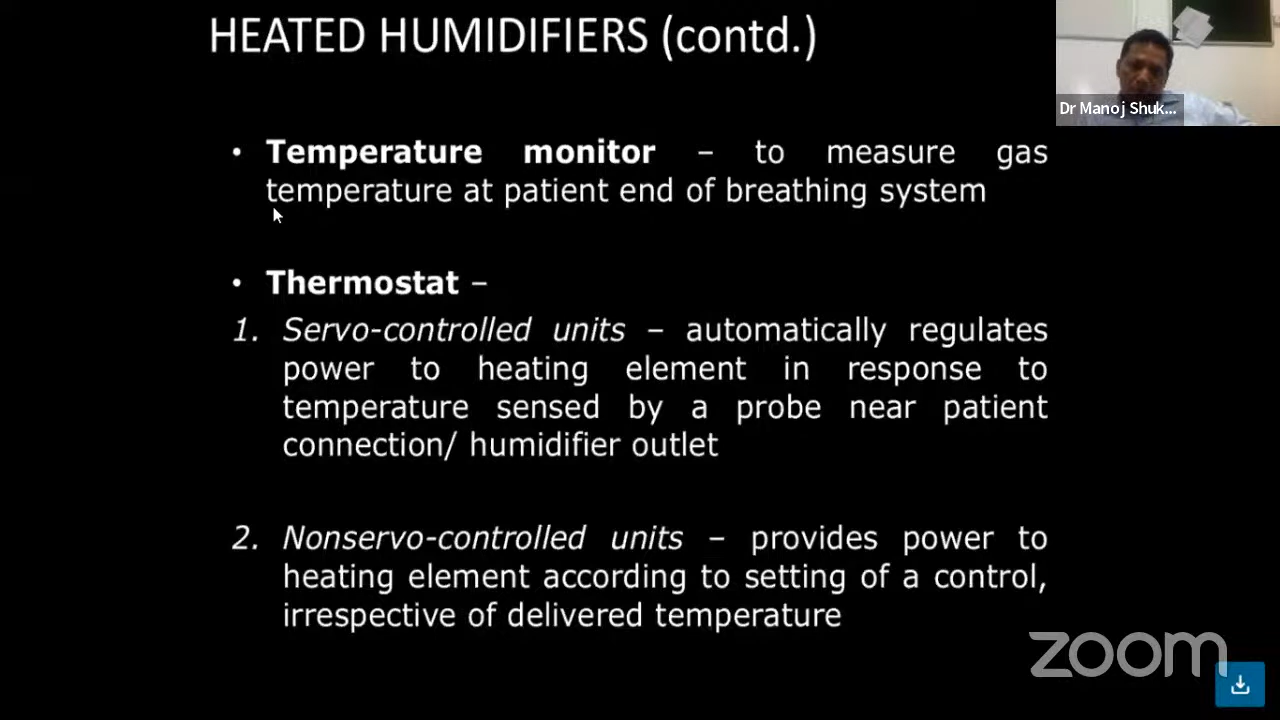 HEATED HUMIDIFIERS (contd.)
Dr Manoj Shuk...
• Temperature monitor – to measure gas
temperature at patient end of breathing system
• Thermostat –
1. Servo-controlled units – automatically regulates
power to heating element in response to
temperature sensed by a probe near patient
connection/ humidifier outlet
2. Nonservo-controlled units – provides power to
heating element according to setting of a control,
irrespective of delivered temperature
zoom